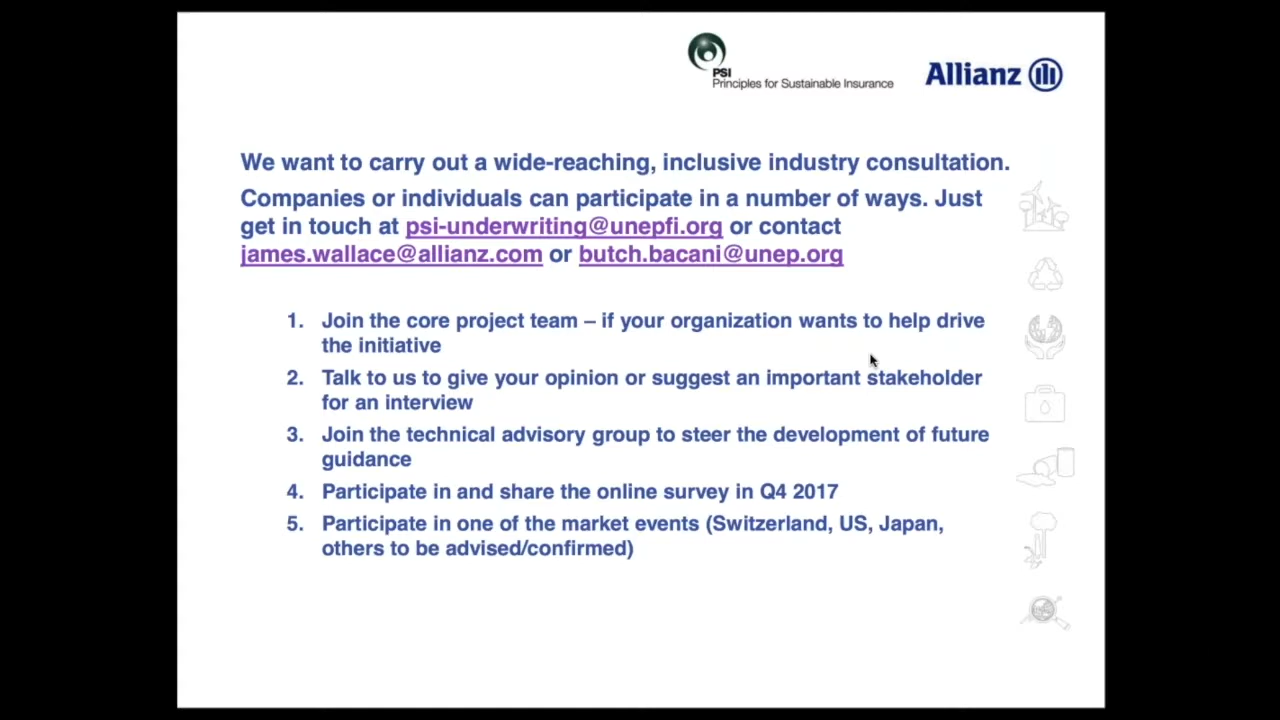 PSI
Principles for Sustainable Insurance
Allianz
We want to carry out a wide-reaching, inclusive industry consultation.
Companies or individuals can participate in a number of ways. Just
get in touch at psi-underwriting@unepfi.org or contact
james.wallace@allianz.com or butch.bacani@unep.org
1. Join the core project team – if your organization wants to help drive
the initiative
2. Talk to us to give your opinion or suggest an important stakeholder
for an interview
3. Join the technical advisory group to steer the development of future
guidance
4. Participate in and share the online survey in Q4 2017
5. Participate in one of the market events (Switzerland, US, Japan,
others to be advised/confirmed)